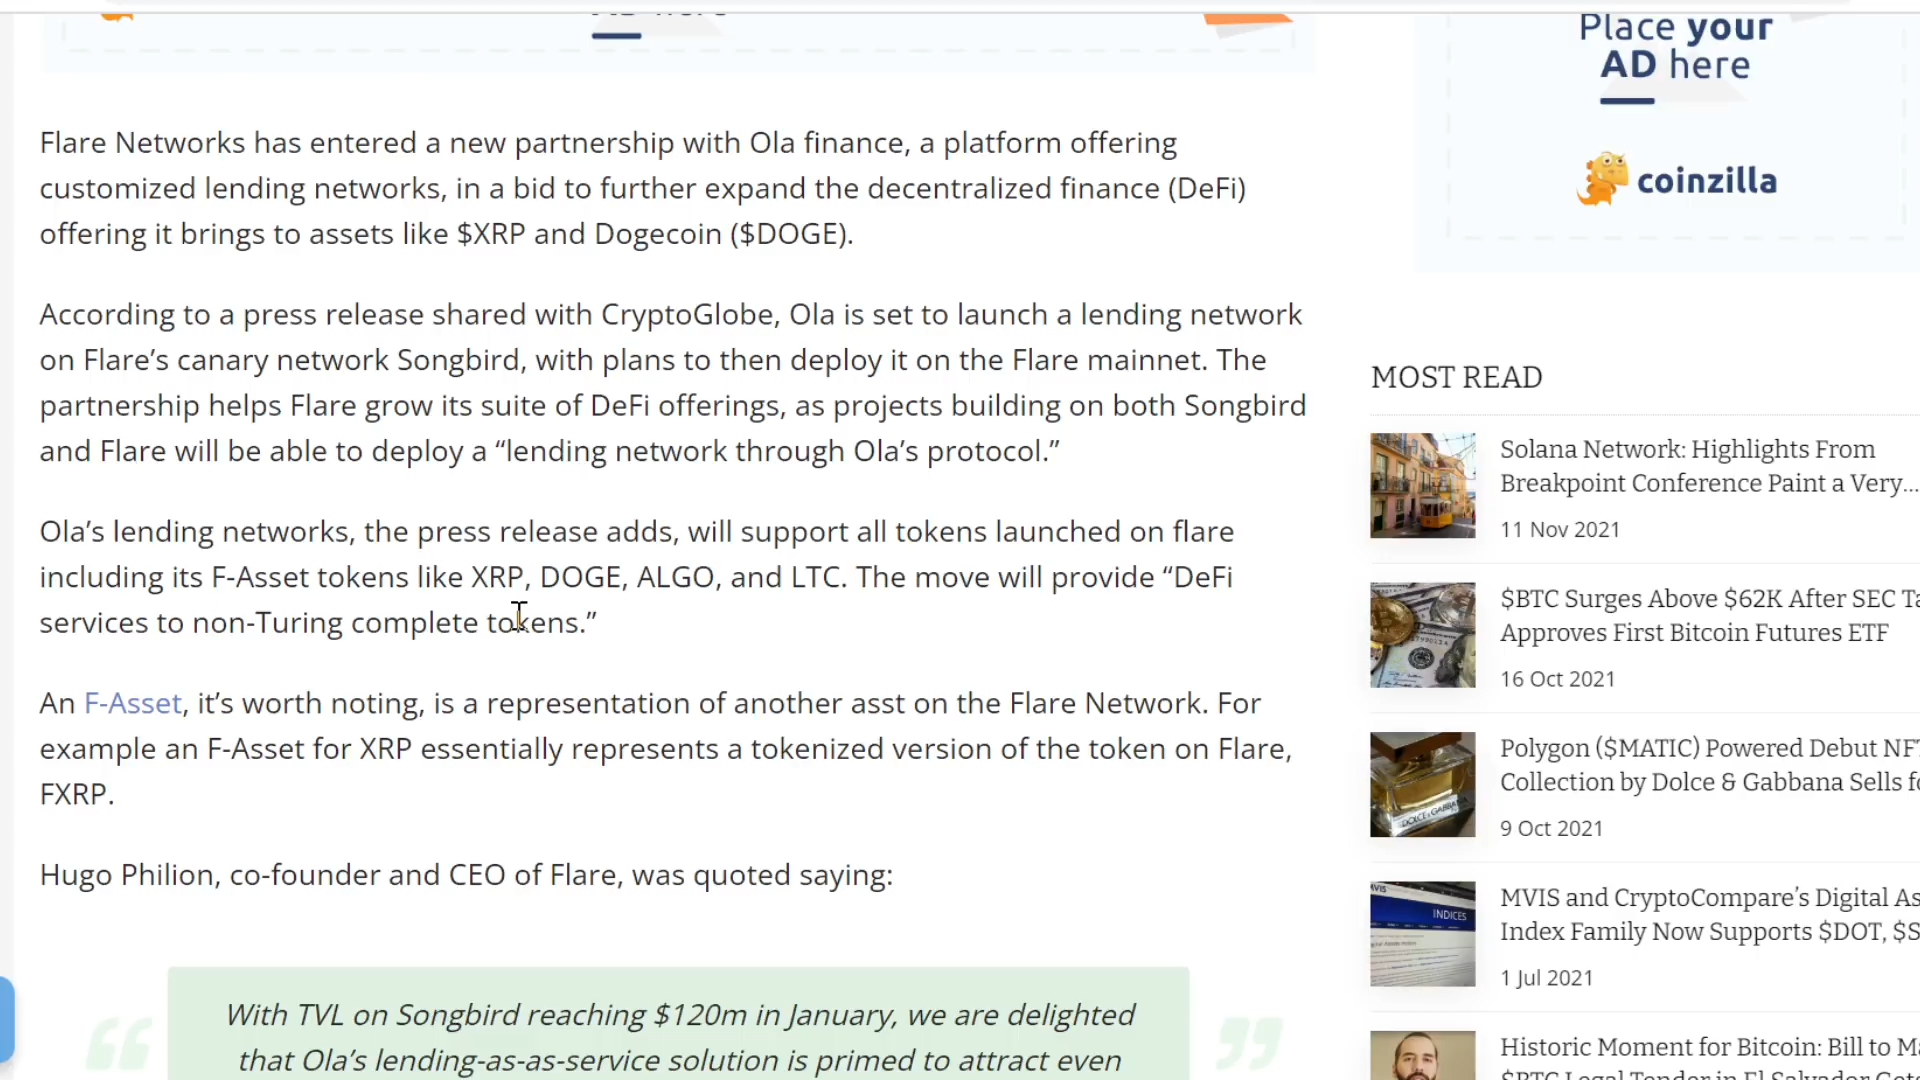 Place your
AD here
coinzilla
Flare Networks has entered a new partnership with Ola finance, a platform offering
customized lending networks, in a bid to further expand the decentralized finance (DeFi)
offering it brings to assets like $XRP and Dogecoin ($DOGE).
According to a press release shared with CryptoGlobe, Ola is set to launch a lending network
on Flare’s canary network Songbird, with plans to then deploy it on the Flare mainnet. The
partnership helps Flare grow its suite of DeFi offerings, as projects building on both Songbird
and Flare will be able to deploy a “lending network through Ola’s protocol.”
Ola’s lending networks, the press release adds, will support all tokens launched on flare
including its F-Asset tokens like XRP, DOGE, ALGO, and LTC. The move will provide “DeFi
services to non-Turing complete tokens.”
An F-Asset, it’s worth noting, is a representation of another asst on the Flare Network. For
example an F-Asset for XRP essentially represents a tokenized version of the token on Flare,
FXRP.
Hugo Philion, co-founder and CEO of Flare, was quoted saying:
“
With TVL on Songbird reaching $120m in January, we are delighted
that Ola’s lending-as-as-service solution is primed to attract even
”
MOST READ
Solana Network: Highlights From
Breakpoint Conference Paint a Very...
11 Nov 2021
$BTC Surges Above $62K After SEC
Approves First Bitcoin Futures ETF
16 Oct 2021
Polygon ($MATIC) Powered Debut
Collection by Dolce & Gabbana Sells
9 Oct 2021
DOLCE & GABBANA
MVIS and CryptoCompare’s Digital
Index Family Now Supports $DOT,
1 Jul 2021
INDICES
Historic Moment for Bitcoin: Bill to